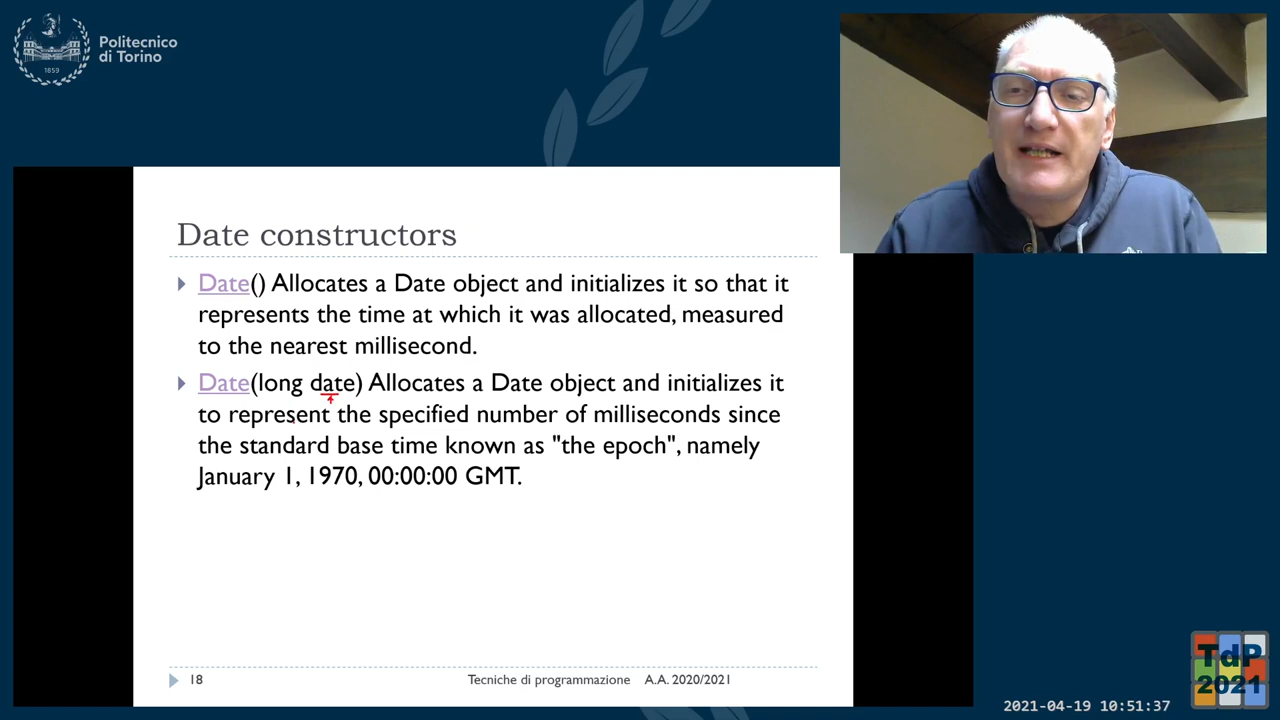 Politecnico
di Torino
1859
Date constructors
Date() Allocates a Date object and initializes it so that it
represents the time at which it was allocated, measured
to the nearest millisecond.
Date(long date) Allocates a Date object and initializes it
to represent the specified number of milliseconds since
the standard base time known as "the epoch", namely
January 1, 1970, 00:00:00 GMT.
18
Tecniche di programmazione A.A. 2020/2021
TdP
2021
2021-04-19 10:51:37